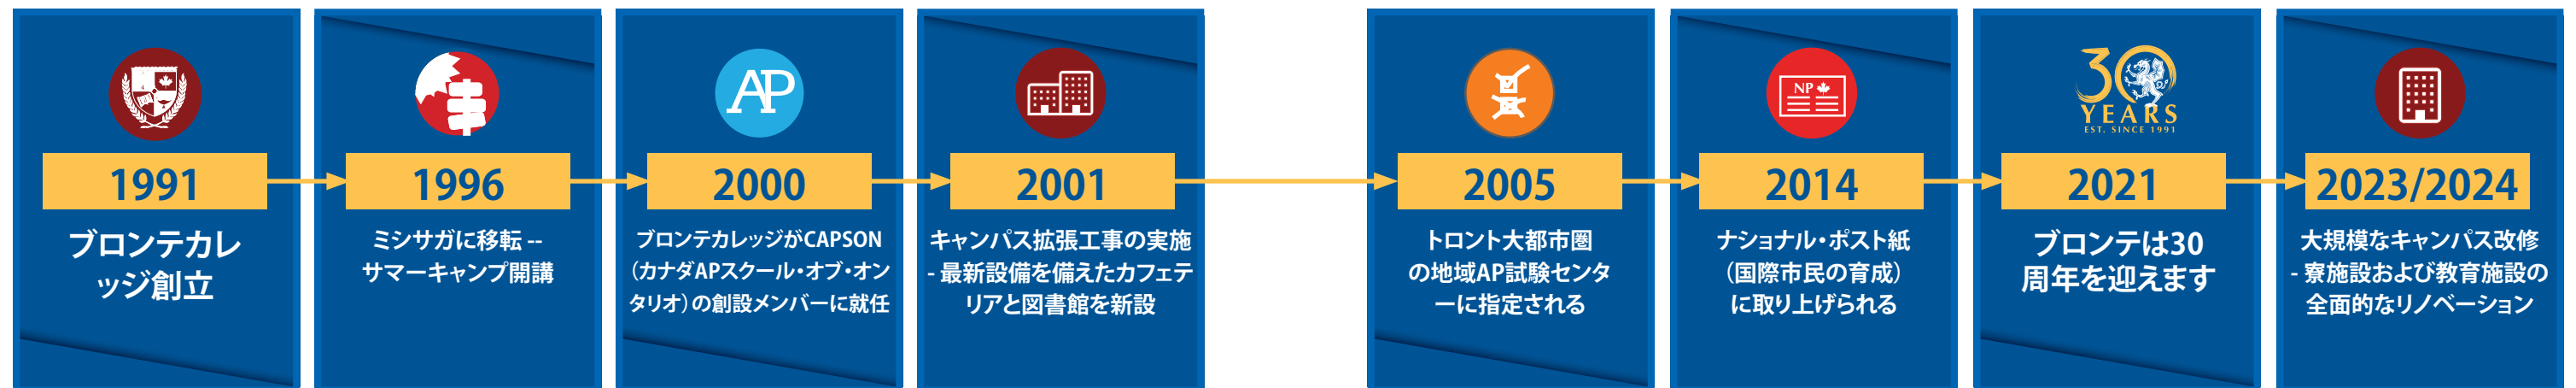 1991
ブロンテカレ
ッジ創立
1996
ミシサガに移転 --
サマーキャンプ開講
AP
2000
ブロンテカレッジがCAPSON
（カナダAPスクール・オブ・オン
タリオ）の創設メンバーに就任
2001
キャンパス拡張工事の実施
- 最新設備を備えたカフェテ
リアと図書館を新設
2005
トロント大都市圏
の地域AP試験センタ
ーに指定される
NP
2014
ナショナル・ポスト紙
（国際市民の育成）
に取り上げられる
30
YEARS
EST. SINCE 1991
2021
ブロンテは30
周年を迎えます
2023/2024
大規模なキャンパス改修
- 寮施設および教育施設の
全面的なリノベーション